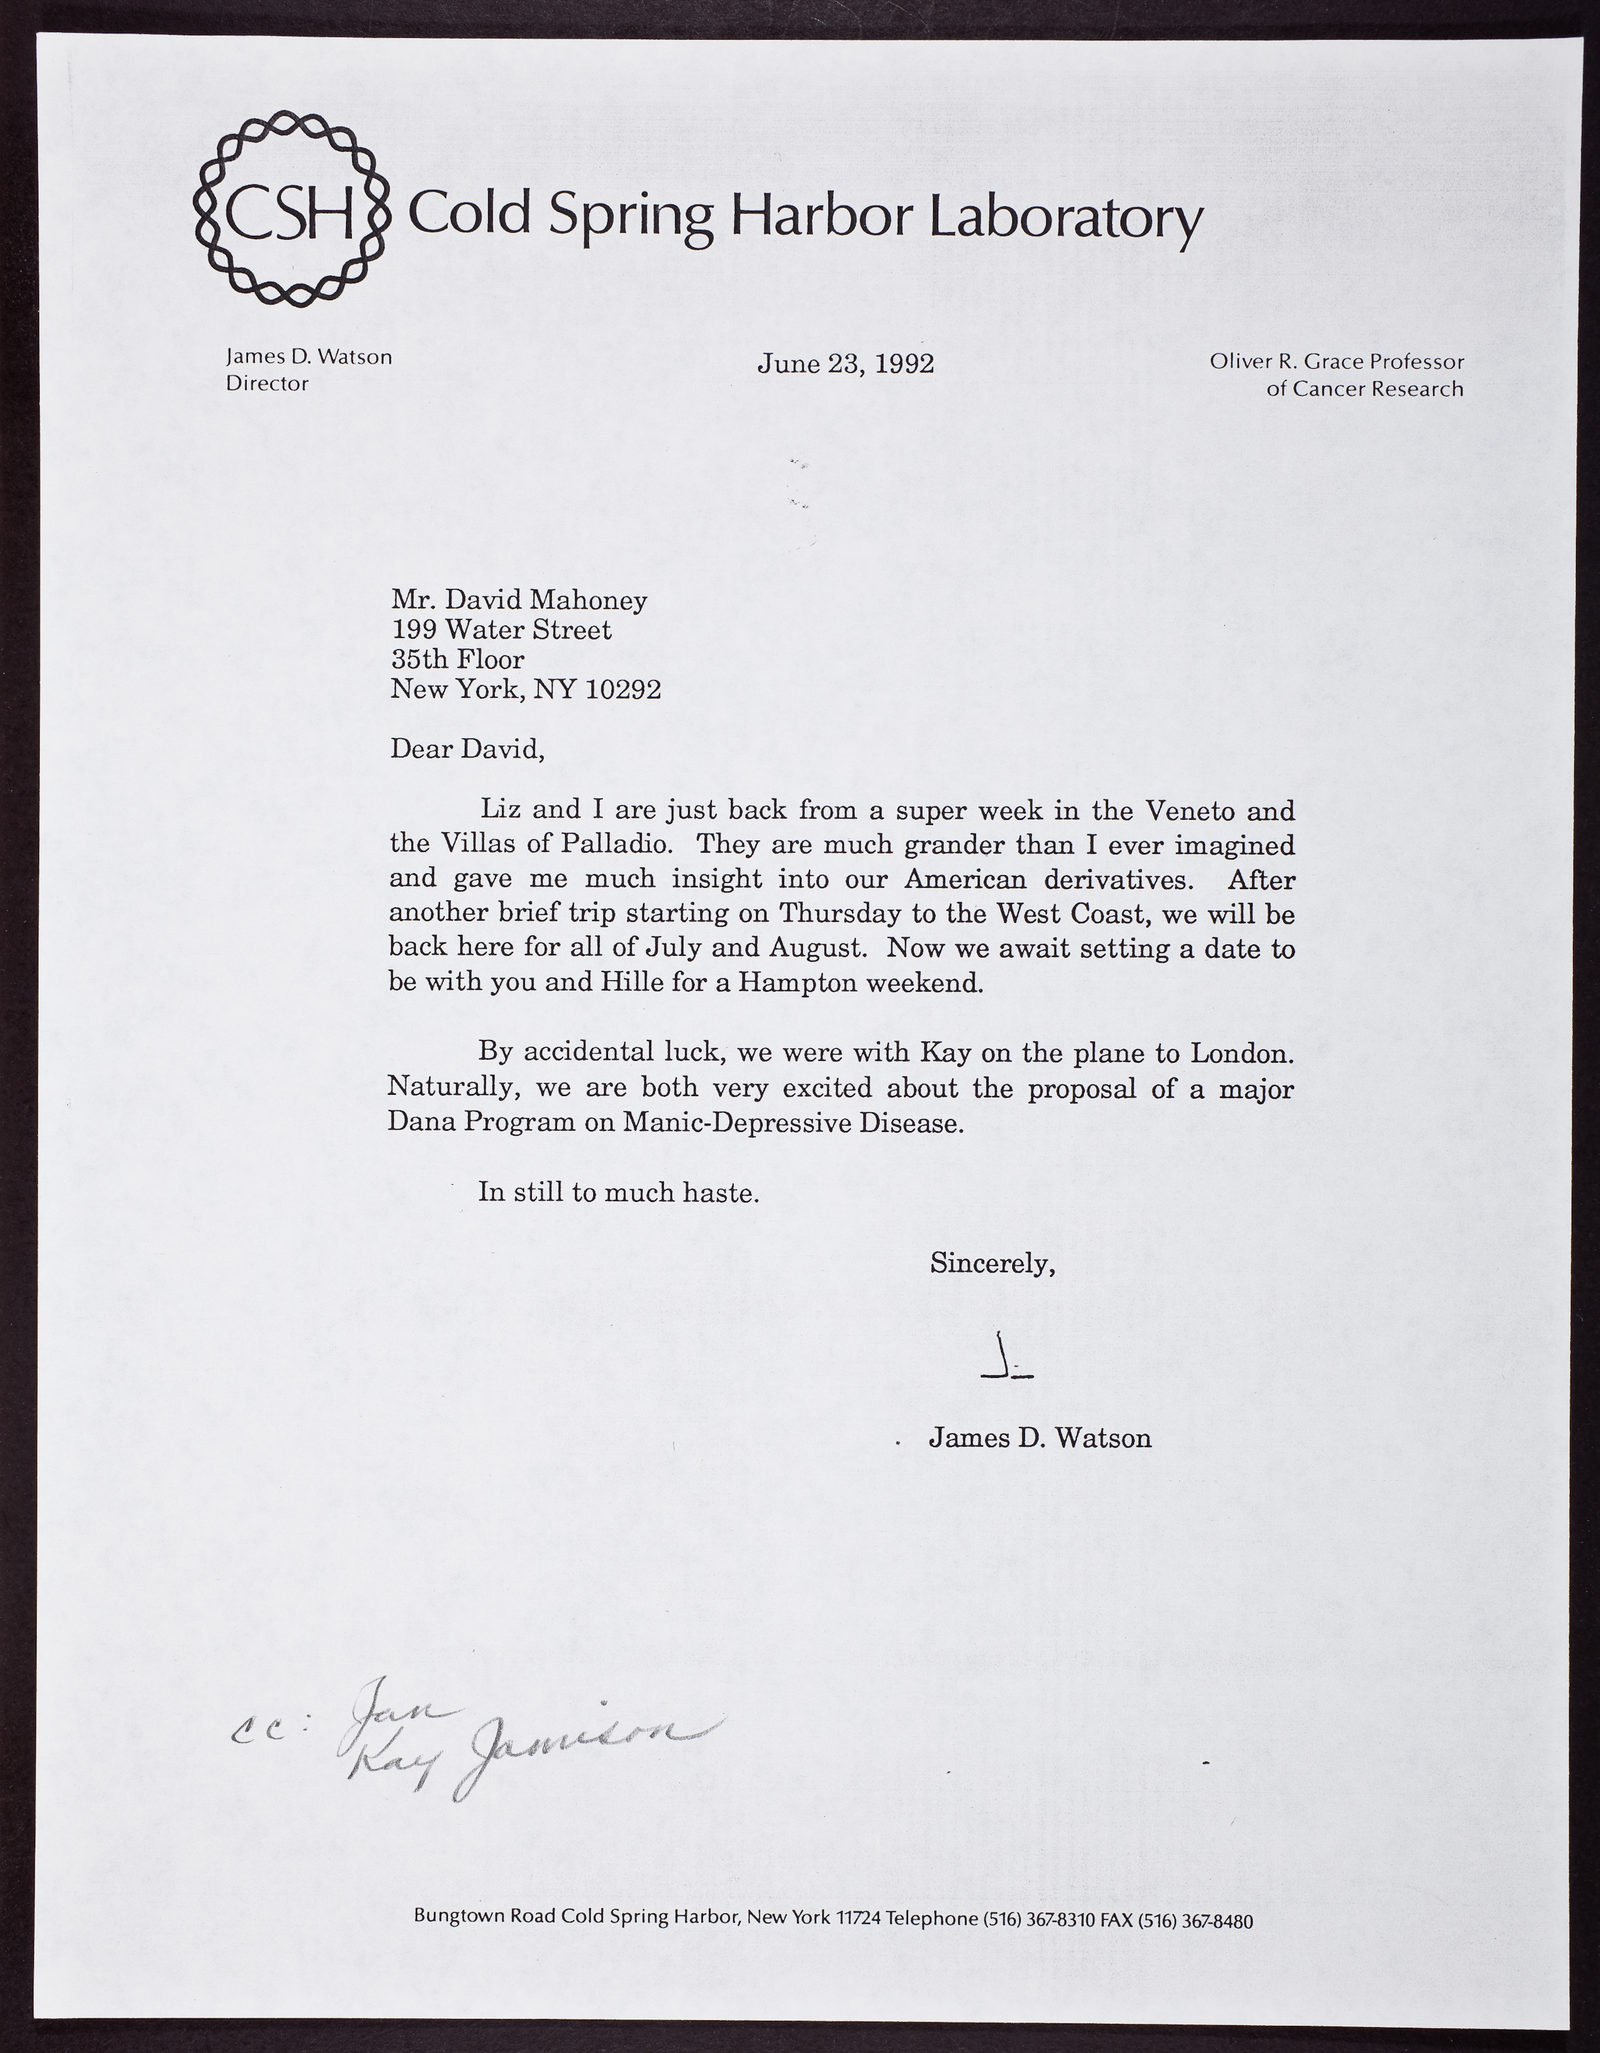 CSH Cold Spring Harbor Laboratory
James D. Watson
Director
June 23, 1992
Oliver R. Grace Professor
of Cancer Research
Mr. David Mahoney
199 Water Street
35th Floor
New York, NY 10292
Dear David,
Liz and I are just back from a super week in the Veneto and
the Villas of Palladio. They are much grander than I ever imagined
and gave me much insight into our American derivatives. After
another brief trip starting on Thursday to the West Coast, we will be
back here for all of July and August. Now we await setting a date to
be with you and Hille for a Hampton weekend.
By accidental luck, we were with Kay on the plane to London.
Naturally, we are both very excited about the proposal of a major
Dana Program on Manic-Depressive Disease.
In still to much haste.
Sincerely,
J-
James D. Watson
cc: Jan
Kay Jamison
Bungtown Road Cold Spring Harbor, New York 11724 Telephone (516) 367-8310 FAX (516) 367-8480